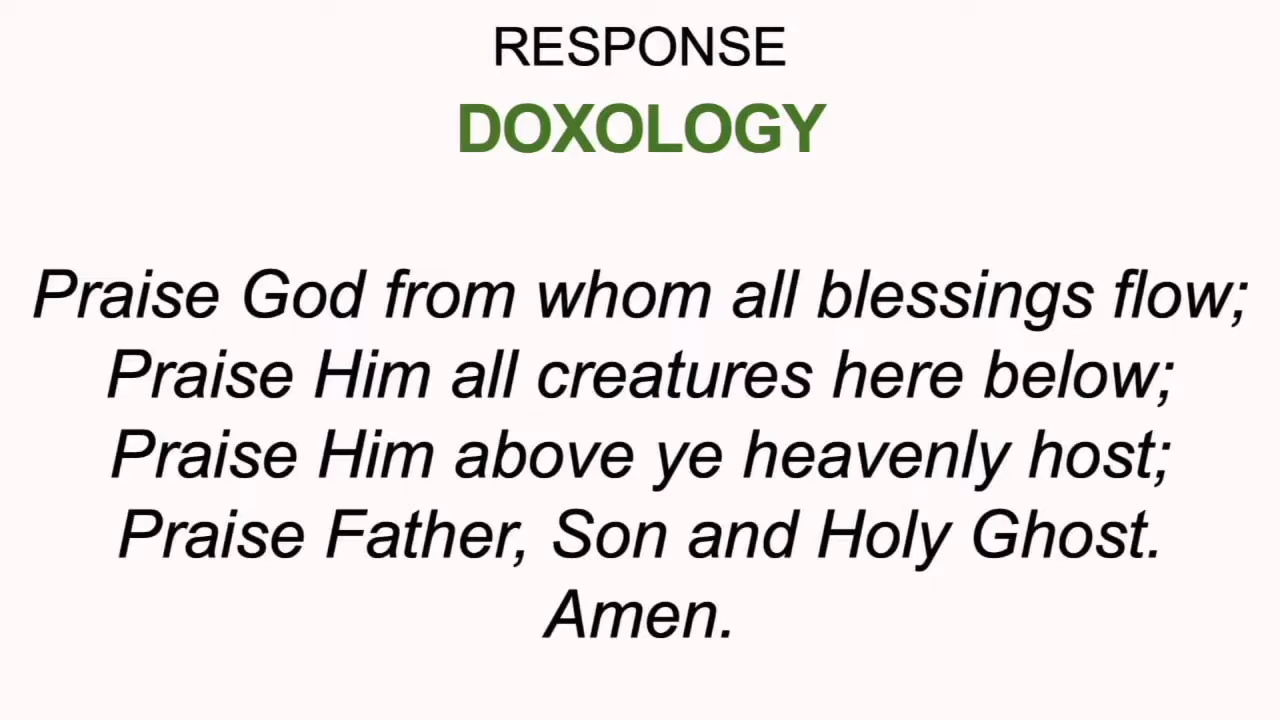 RESPONSE
DOXOLOGY
Praise God from whom all blessings flow;
Praise Him all creatures here below;
Praise Him above ye heavenly host;
Praise Father, Son and Holy Ghost.
Amen.